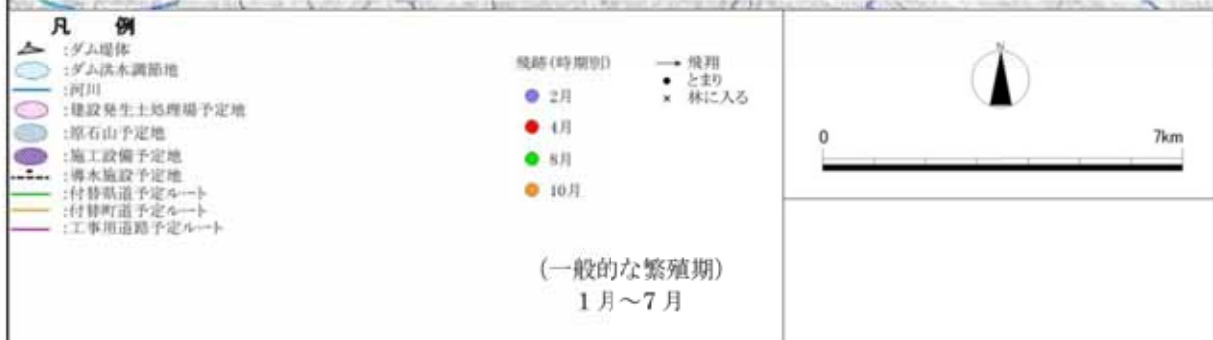 凡 例
:ダム堤体
:ダム洪水調節地
:河川
:建設発生土処理場予定地
:原石山予定地
:施工設備予定地
:導水施設予定地
:付替県道予定ルート
:付替町道予定ルート
:工事用道路予定ルート
飛跡(時期別)
2月
4月
8月
10月
飛翔
とまり
林に入る
(一般的な繁殖期)
1月～7月
N
0 7km